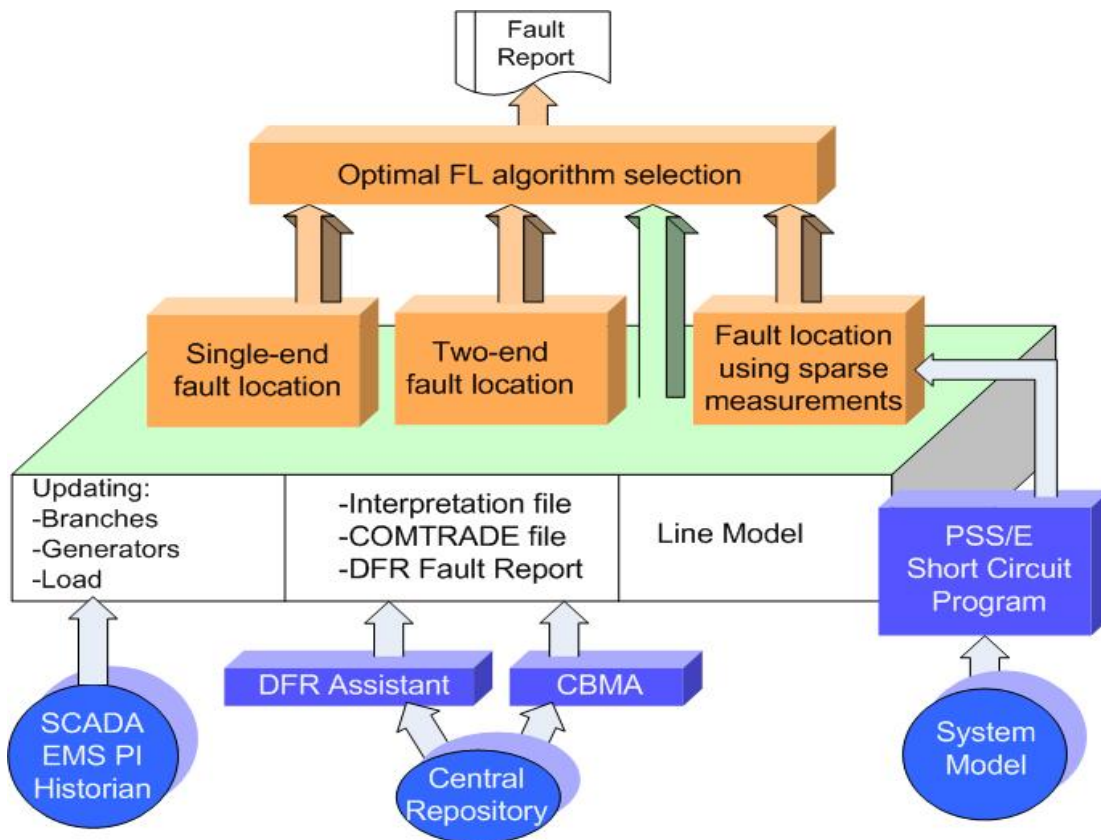 Fault
Report
Optimal FL algorithm selection
Single-end
fault location
Two-end
fault location
Fault location
using sparse
measurements
Updating:
-Branches
-Generators
-Load
-Interpretation file
-COMTRADE file
-DFR Fault Report
Line Model
PSS/E
Short Circuit
Program
DFR Assistant
CBMA
SCADA
EMS PI
Historian
Central
Repository
System
Model